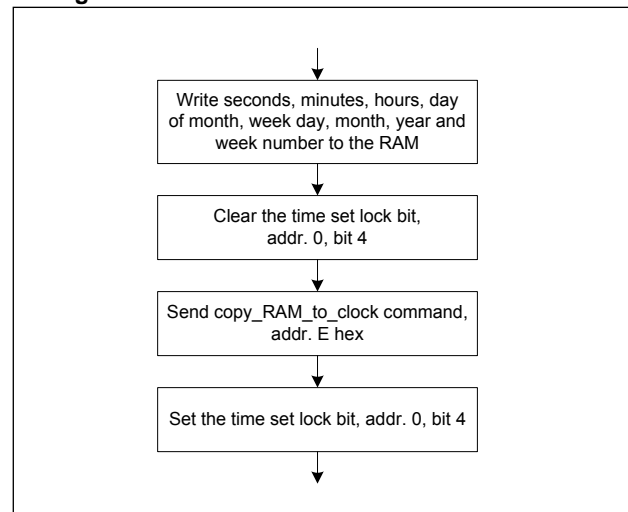 Write seconds, minutes, hours, day
of month, week day, month, year and
week number to the RAM
Clear the time set lock bit,
addr. 0, bit 4
Send copy_RAM_to_clock command,
addr. E hex
Set the time set lock bit, addr. 0, bit 4